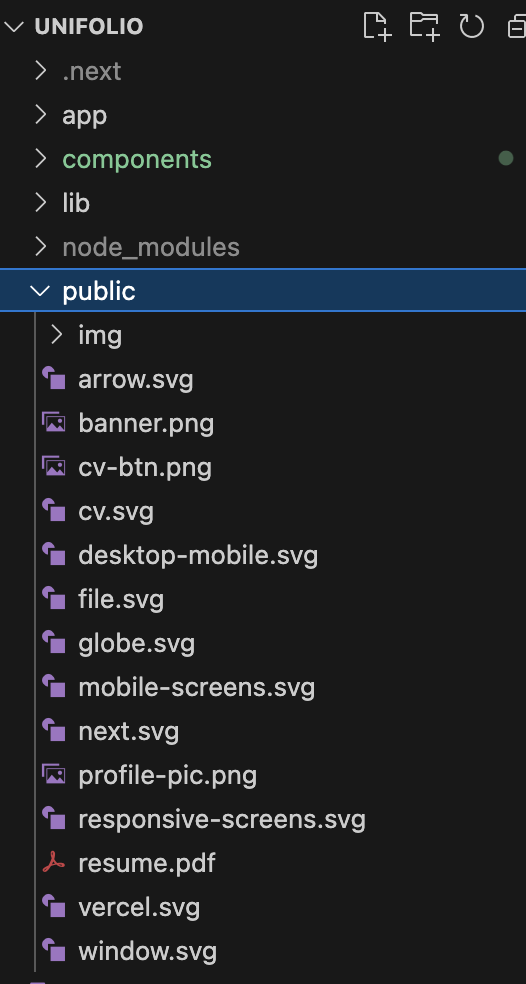 UNIFOLIO
.next
app
components
lib
node_modules
public
img
arrow.svg
banner.png
cv-btn.png
cv.svg
desktop-mobile.svg
file.svg
globe.svg
mobile-screens.svg
next.svg
profile-pic.png
responsive-screens.svg
resume.pdf
vercel.svg
window.svg